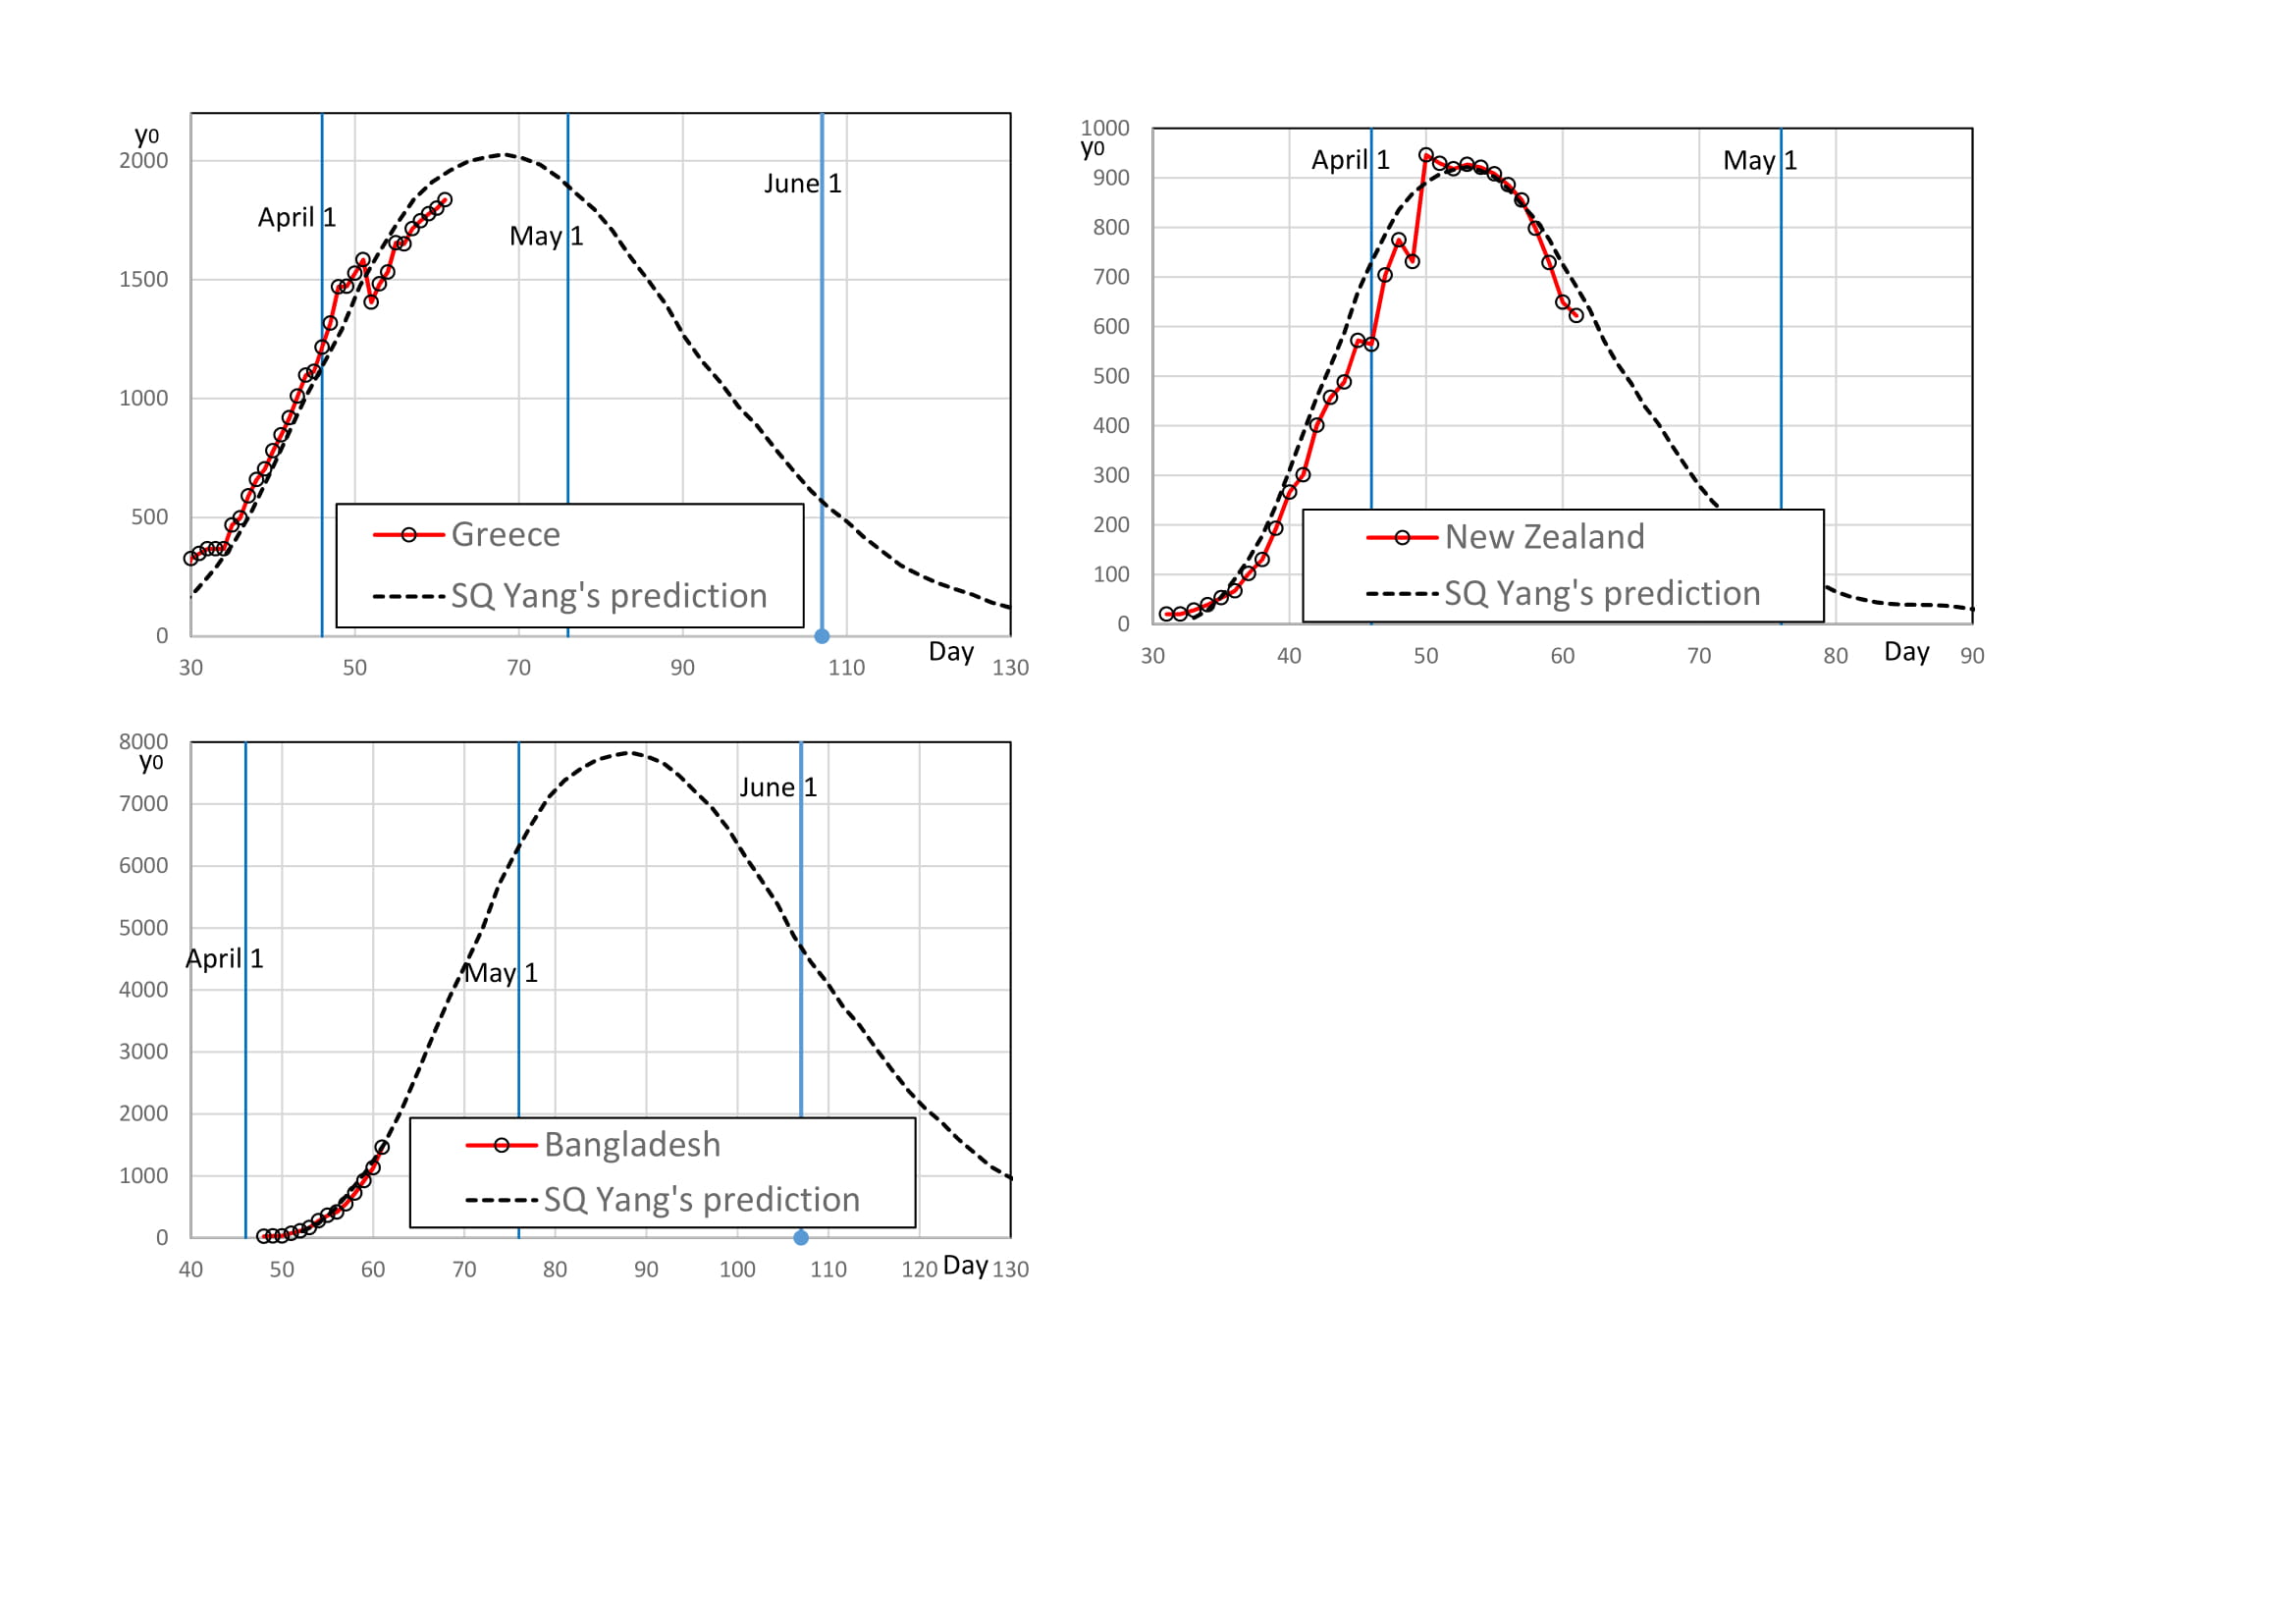 y0
2000
1500
1000
500
0
April 1
May 1
June 1
Greece
SQ Yang's prediction
30 50 70 90 110 130
Day
1000
y0
900
800
700
600
500
400
300
200
100
0
April 1
May 1
New Zealand
SQ Yang's prediction
30 40 50 60 70 80 90
Day
8000
y0
7000
6000
5000
4000
3000
2000
1000
0
April 1
May 1
June 1
Bangladesh
SQ Yang's prediction
40 50 60 70 80 90 100 110 120 130
Day